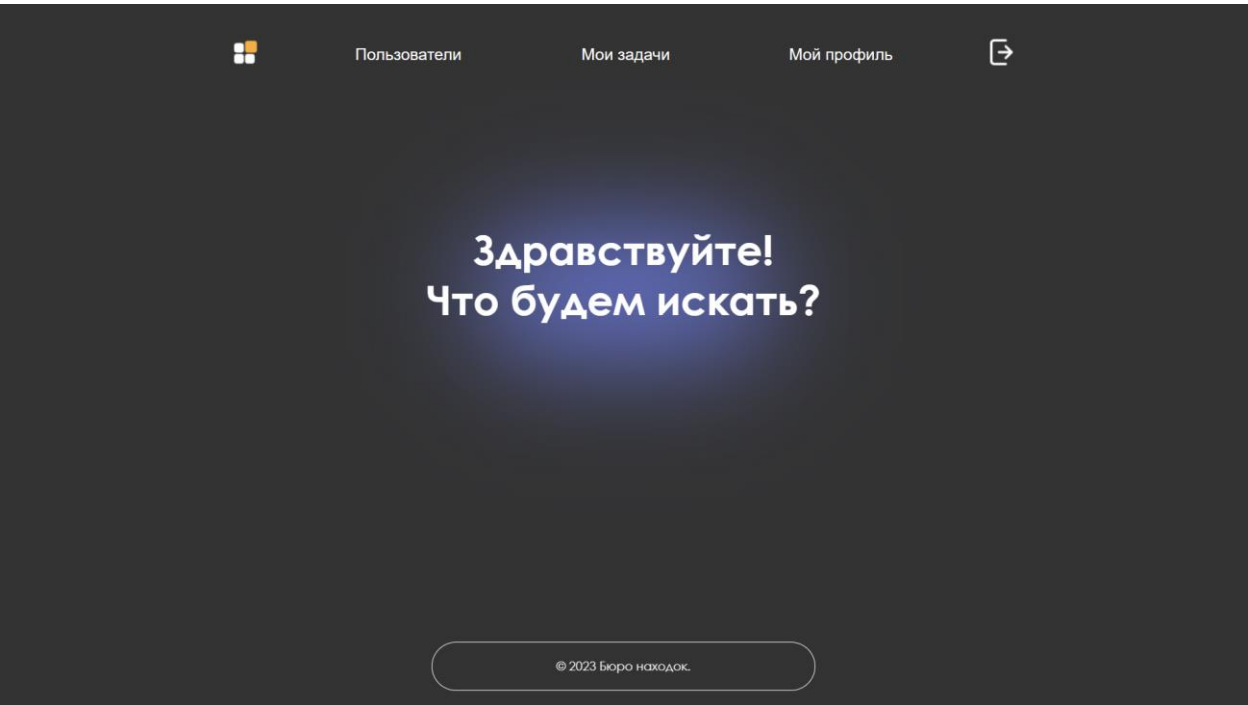 Пользователи
Мои задачи
Мой профиль
Здравствуйте!
Что будем искать?
© 2023 Бюро находок.